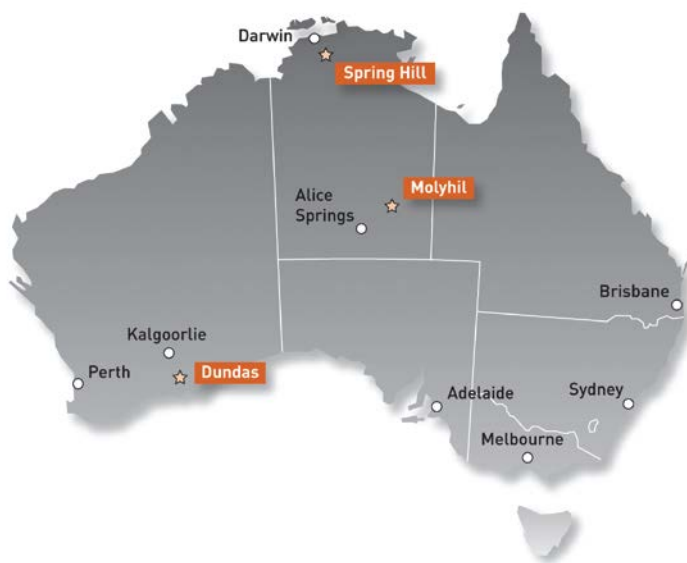 Darwin
Spring Hill
Molyhil
Alice
Springs
Brisbane
Kalgoorlie
Perth
Dundas
Adelaide
Sydney
Melbourne